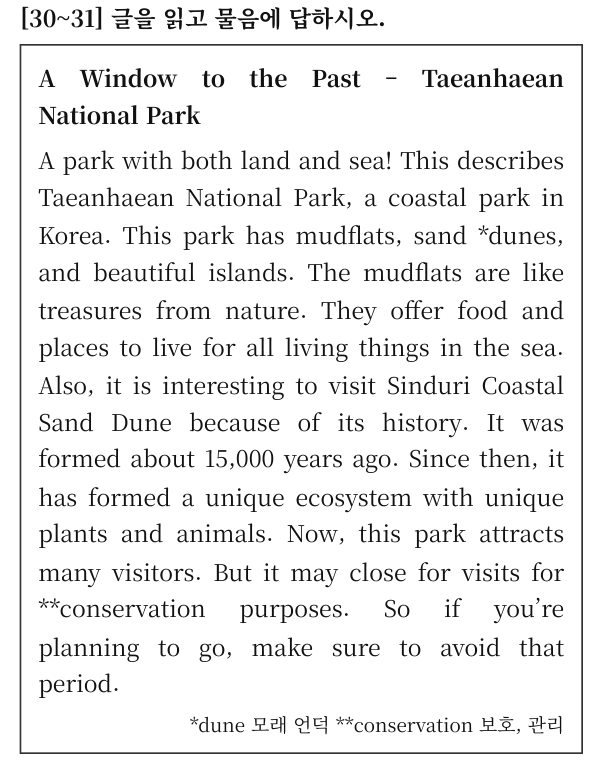 [30~31] 글을 읽고 물음에 답하시오.
A Window to the Past – Taeanhaean
National Park
A park with both land and sea! This describes
Taeanhaean National Park, a coastal park in
Korea. This park has mudflats, sand *dunes,
and beautiful islands. The mudflats are like
treasures from nature. They offer food and
places to live for all living things in the sea.
Also, it is interesting to visit Sinduri Coastal
Sand Dune because of its history. It was
formed about 15,000 years ago. Since then, it
has formed a unique ecosystem with unique
plants and animals. Now, this park attracts
many visitors. But it may close for visits for
**conservation purposes. So if you’re
planning to go, make sure to avoid that
period.
*dune 모래 언덕 **conservation 보호, 관리